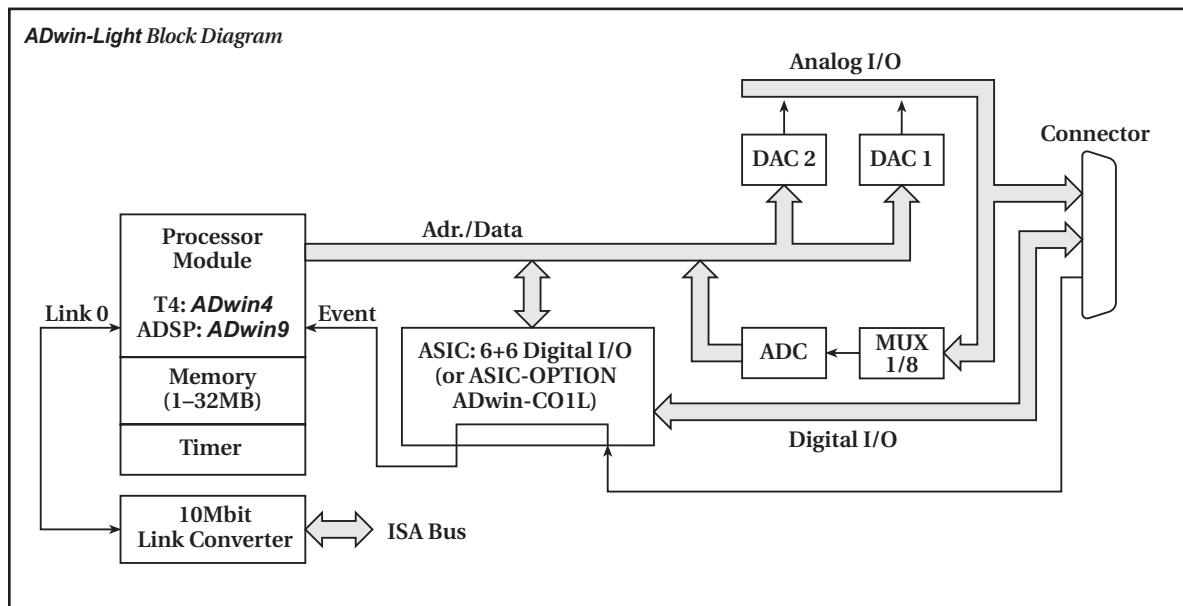 ADwin-Light Block Diagram
Analog I/O
Connector
DAC 2
DAC 1
Adr./Data
Processor
Module
T4: ADwin4
ADSP: ADwin9
Link 0
Event
Memory
(1–32MB)
Timer
ASIC: 6+6 Digital I/O
(or ASIC-OPTION
ADwin-CO1L)
ADC
MUX
1/8
Digital I/O
10Mbit
Link Converter
ISA Bus